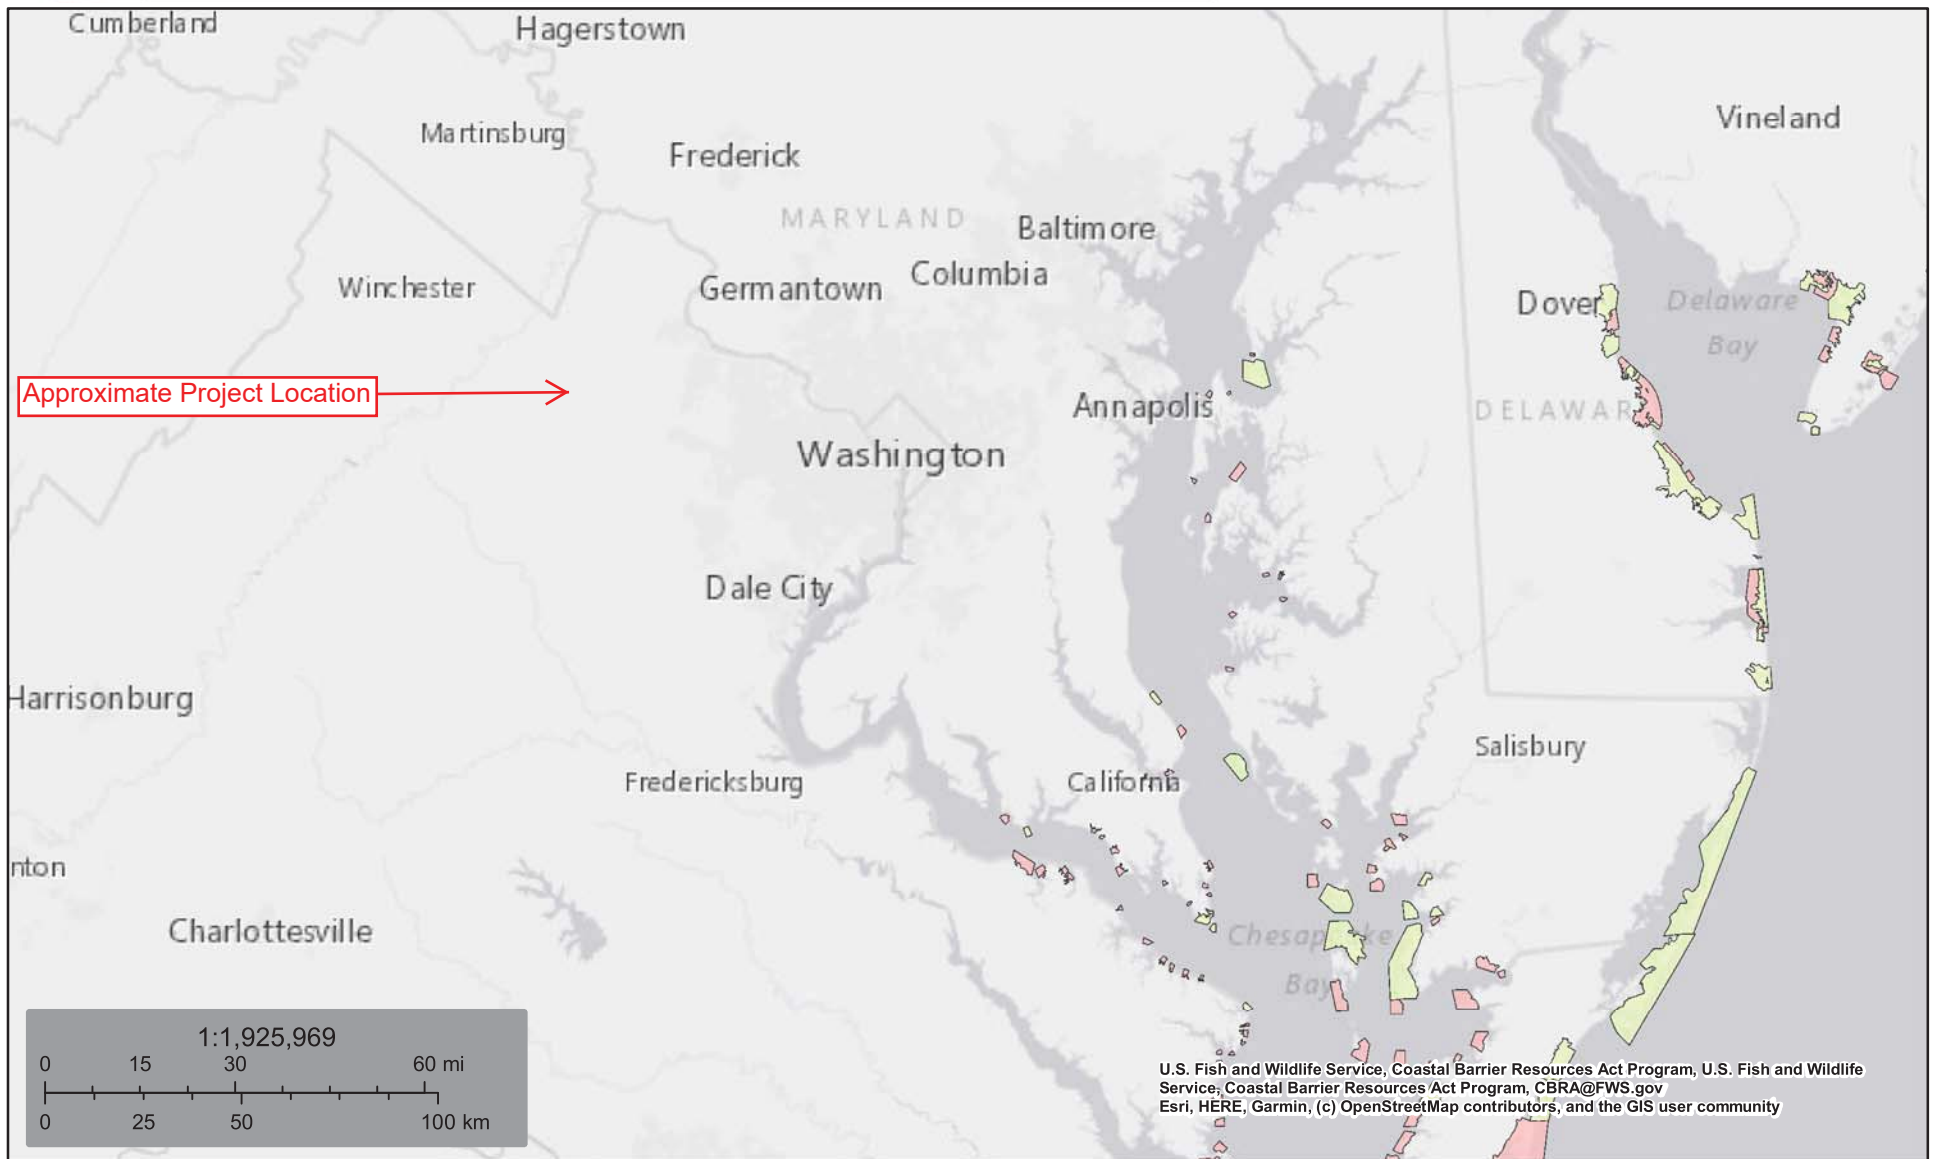 Cumberland
Hagerstown
Vineland
Martinsburg
Frederick
MARYLAND
Baltimore
Columbia
Winchester
Germantown
Dover
Delaware
Bay
Approximate Project Location
Annapolis
DELAWAR
Washington
Dale City
Harrisonburg
Salisbury
Fredericksburg
California
nton
Charlottesville
Chesapeake
Bay
1:1,925,969
0 15 30 60 mi
0 25 50 100 km
U.S. Fish and Wildlife Service, Coastal Barrier Resources Act Program, U.S. Fish and Wildlife
Service, Coastal Barrier Resources Act Program, CBRA@FWS.gov
Esri, HERE, Garmin, (c) OpenStreetMap contributors, and the GIS user community